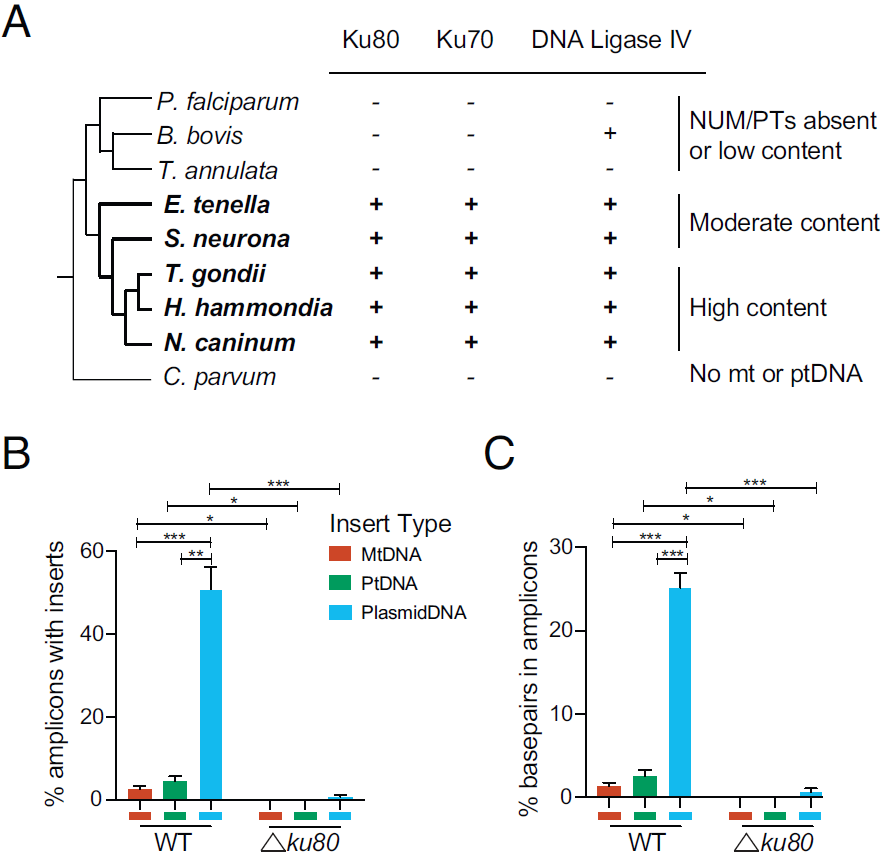 A
Ku80 Ku70 DNA Ligase IV
P. falciparum - - -
B. bovis - - +
T. annulata - - -
NUM/PTs absent
or low content
E. tenella + + +
S. neurona + + +
Moderate content
T. gondii + + +
H. hammondia + + +
N. caninum + + +
High content
C. parvum - - -
No mt or ptDNA
B
% amplicons with inserts
60
40
20
0
***
*
*
***
**
Insert Type
MtDNA
PtDNA
PlasmidDNA
WT
△ku80
C
% basepairs in amplicons
30
20
10
0
***
*
*
***
***
WT
△ku80